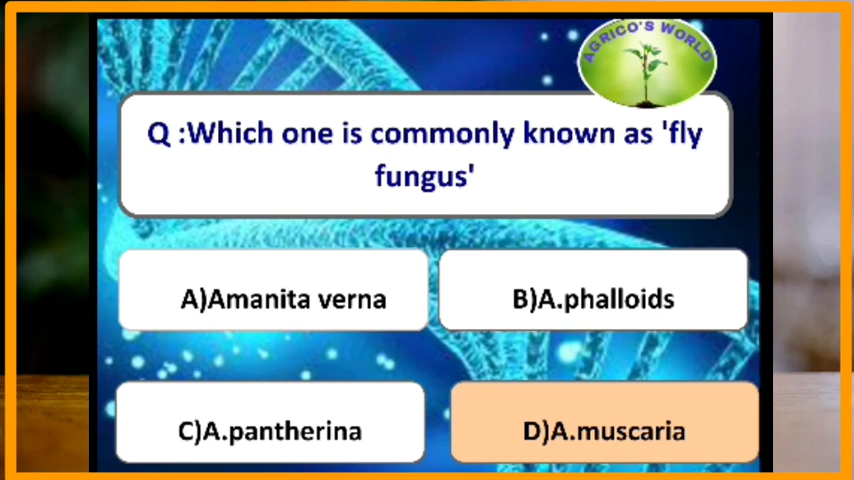 AGRICO'S WORLD
Q :Which one is commonly known as 'fly
fungus'
A)Amanita verna
B)A.phalloids
C)A.pantherina
D)A.muscaria